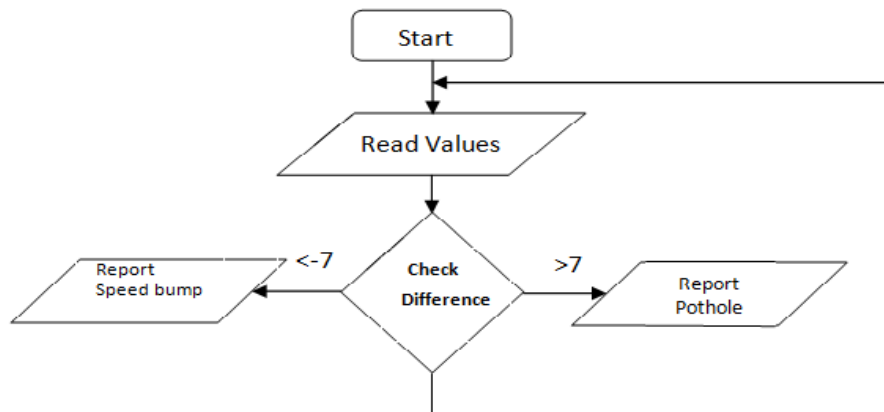 Start
Read Values
<-7
>7
Report
Speed bump
Check
Difference
Report
Pothole